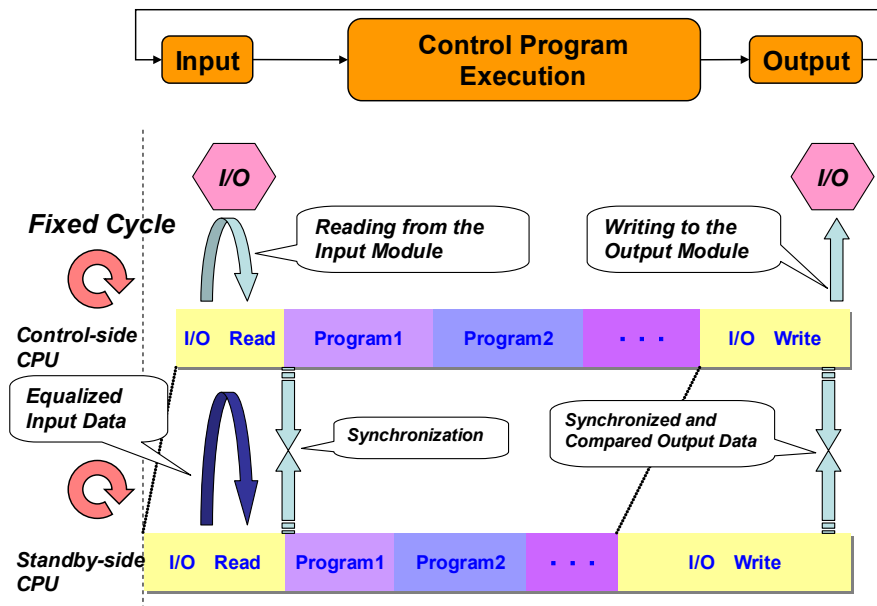 Input
Control Program
Execution
Output
I/O
I/O
Fixed Cycle
Reading from the
Input Module
Writing to the
Output Module
Control-side
CPU
I/O Read
Program1
Program2
· · ·
I/O Write
Equalized
Input Data
Synchronization
Synchronized and
Compared Output Data
Standby-side
CPU
I/O Read
Program1
Program2
· · ·
I/O Write